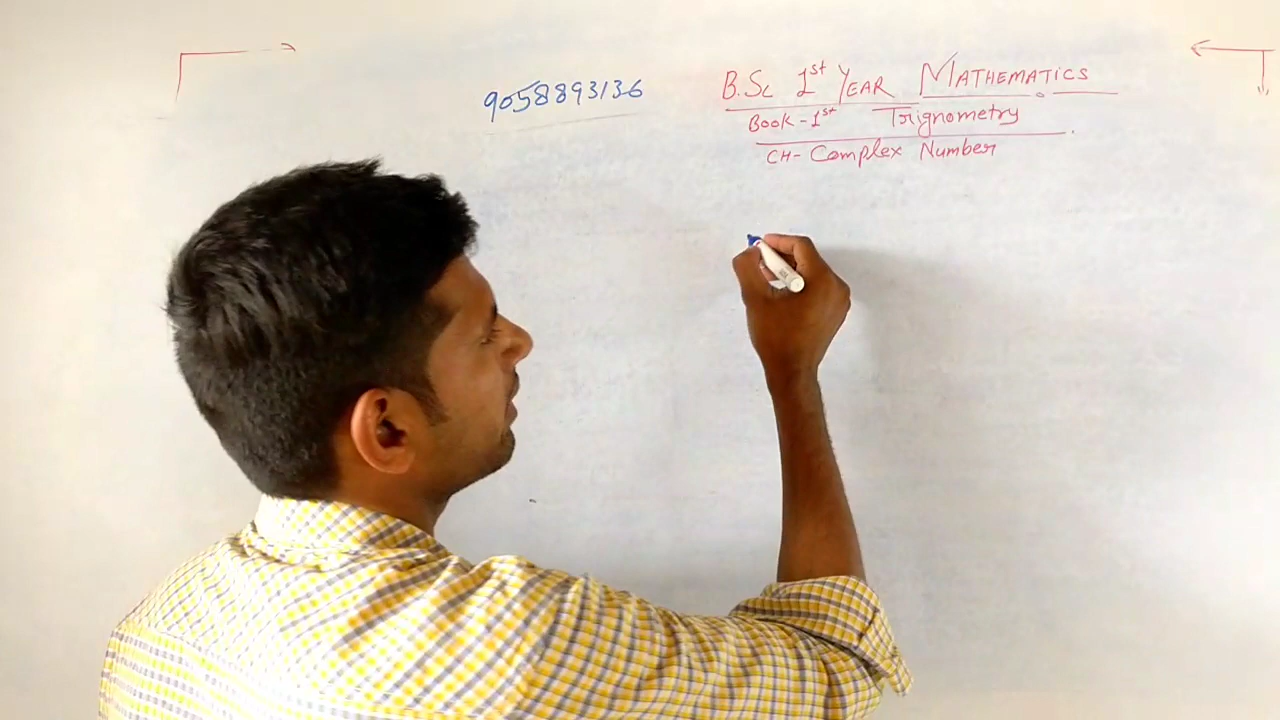 9058893136
B.Sc 1st YEAR MATHEMATICS
Book-1st Trignometry
CH- Complex Number